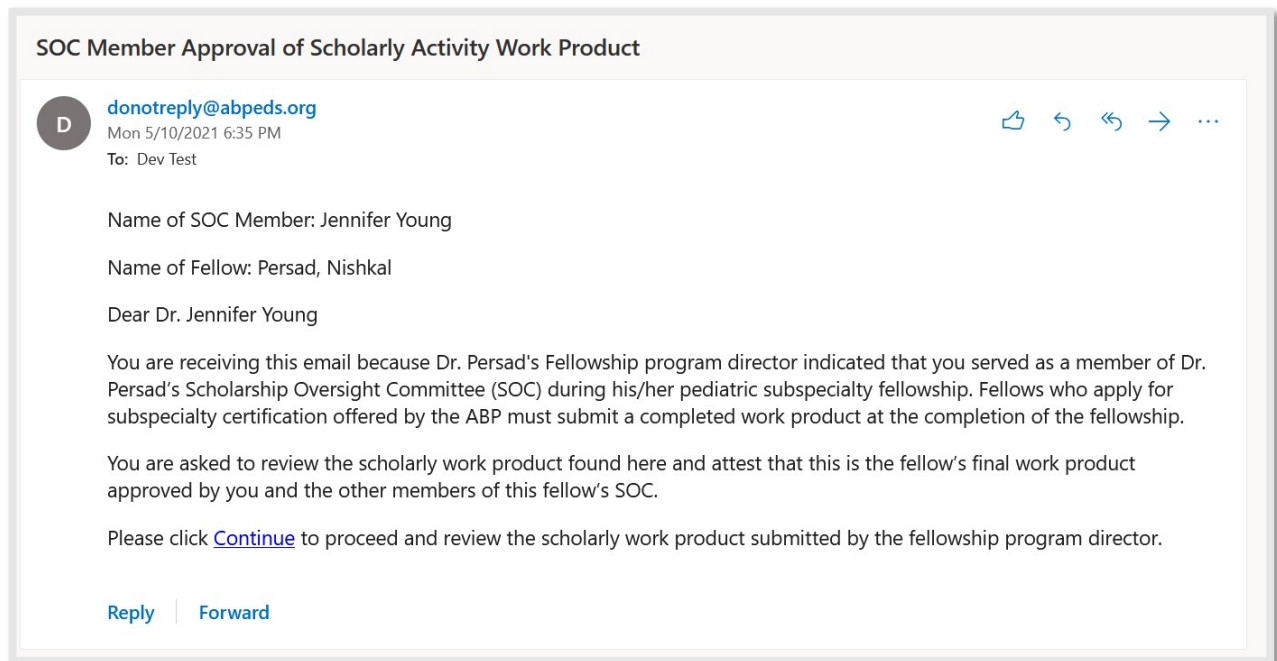 SOC Member Approval of Scholarly Activity Work Product
D
donotreply@abpeds.org
Mon 5/10/2021 6:35 PM
To: Dev Test
Name of SOC Member: Jennifer Young
Name of Fellow: Persad, Nishkal
Dear Dr. Jennifer Young
You are receiving this email because Dr. Persad's Fellowship program director indicated that you served as a member of Dr.
Persad’s Scholarship Oversight Committee (SOC) during his/her pediatric subspecialty fellowship. Fellows who apply for
subspecialty certification offered by the ABP must submit a completed work product at the completion of the fellowship.
You are asked to review the scholarly work product found here and attest that this is the fellow’s final work product
approved by you and the other members of this fellow’s SOC.
Please click Continue to proceed and review the scholarly work product submitted by the fellowship program director.
Reply Forward